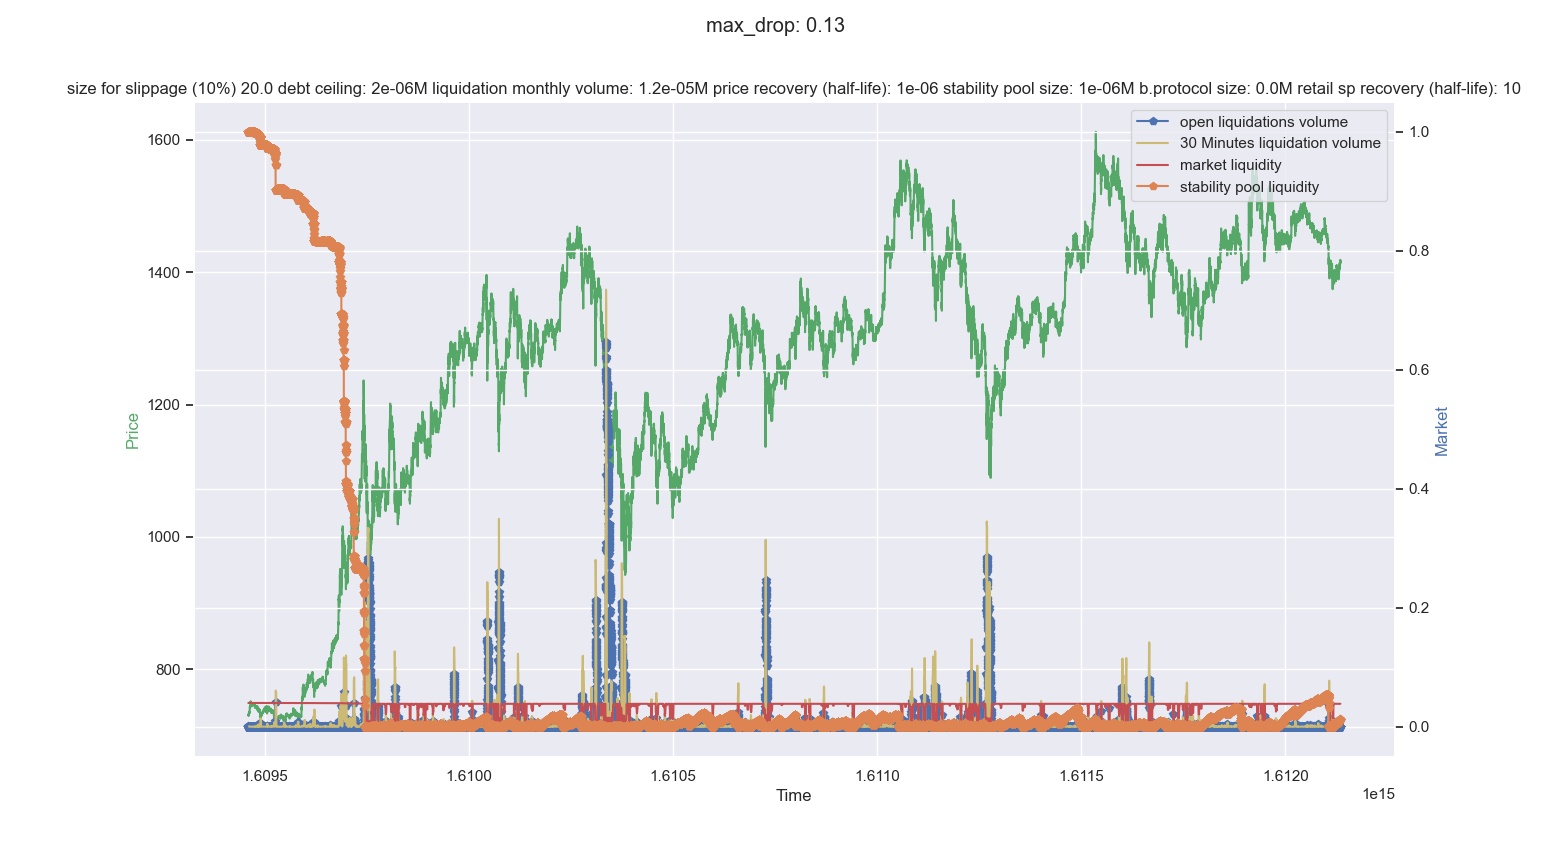 max_drop: 0.13
size for slippage (10%) 20.0 debt ceiling: 2e-06M liquidation monthly volume: 1.2e-05M price recovery (half-life): 1e-06 stability pool size: 1e-06M b.protocol size: 0.0M retail sp recovery (half-life): 10
open liquidations volume
30 Minutes liquidation volume
market liquidity
stability pool liquidity
1600
1400
1200
1000
800
Price
1.0
0.8
0.6
0.4
0.2
0.0
Market
1.6095 1.6100 1.6105 1.6110 1.6115 1.6120
Time
1e15